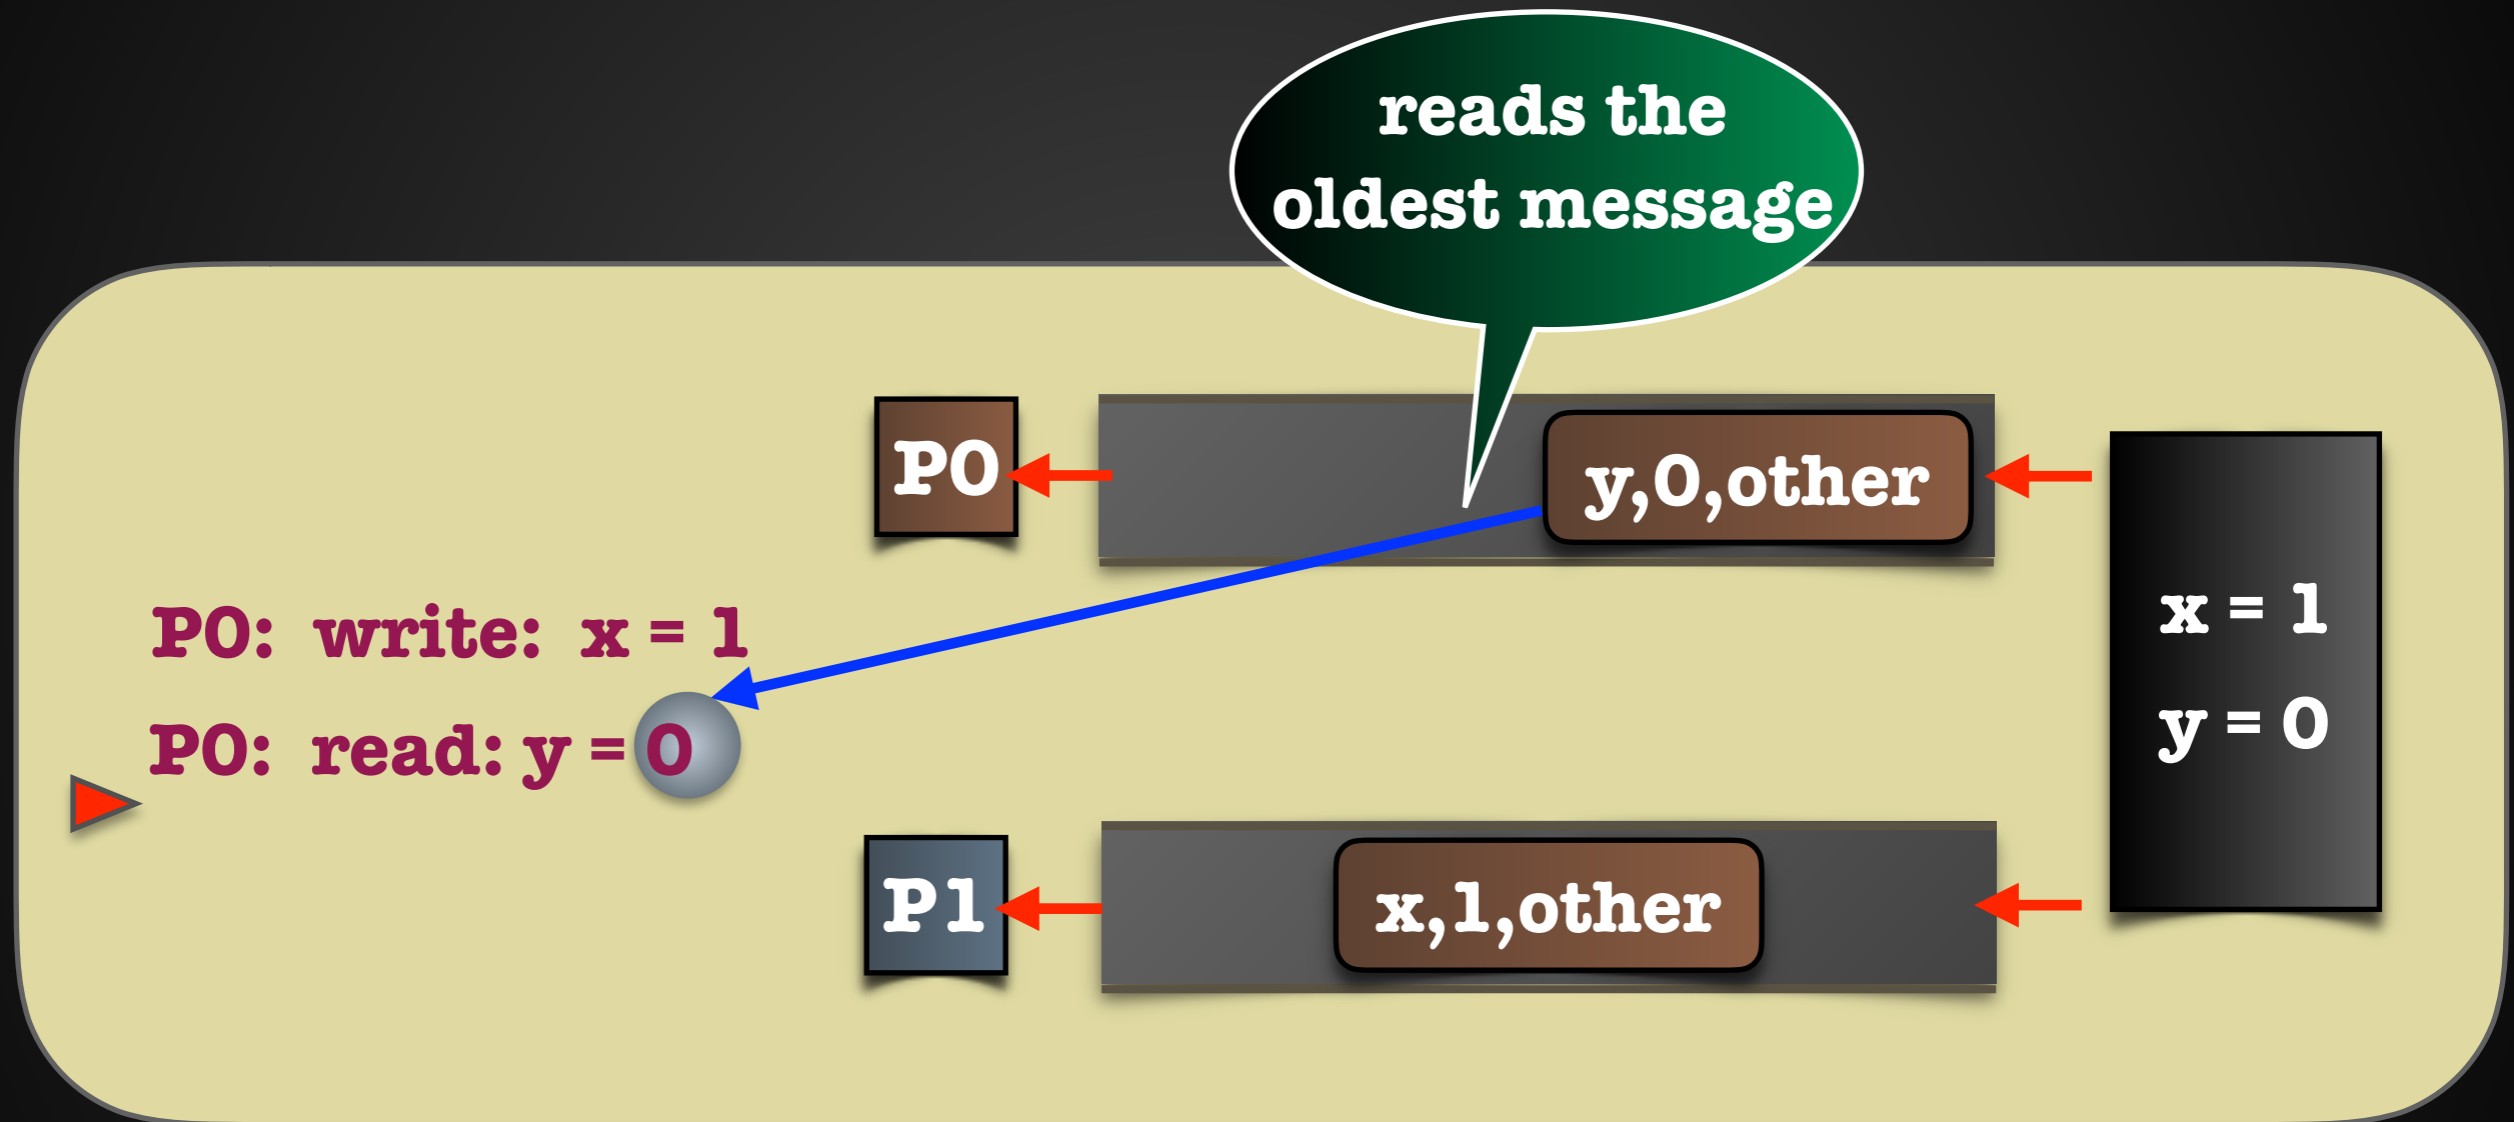 reads the
oldest message
P0
y,0,other
x = 1
y = 0
P0: write: x = 1
P0: read: y = 0
P1
x,1,other